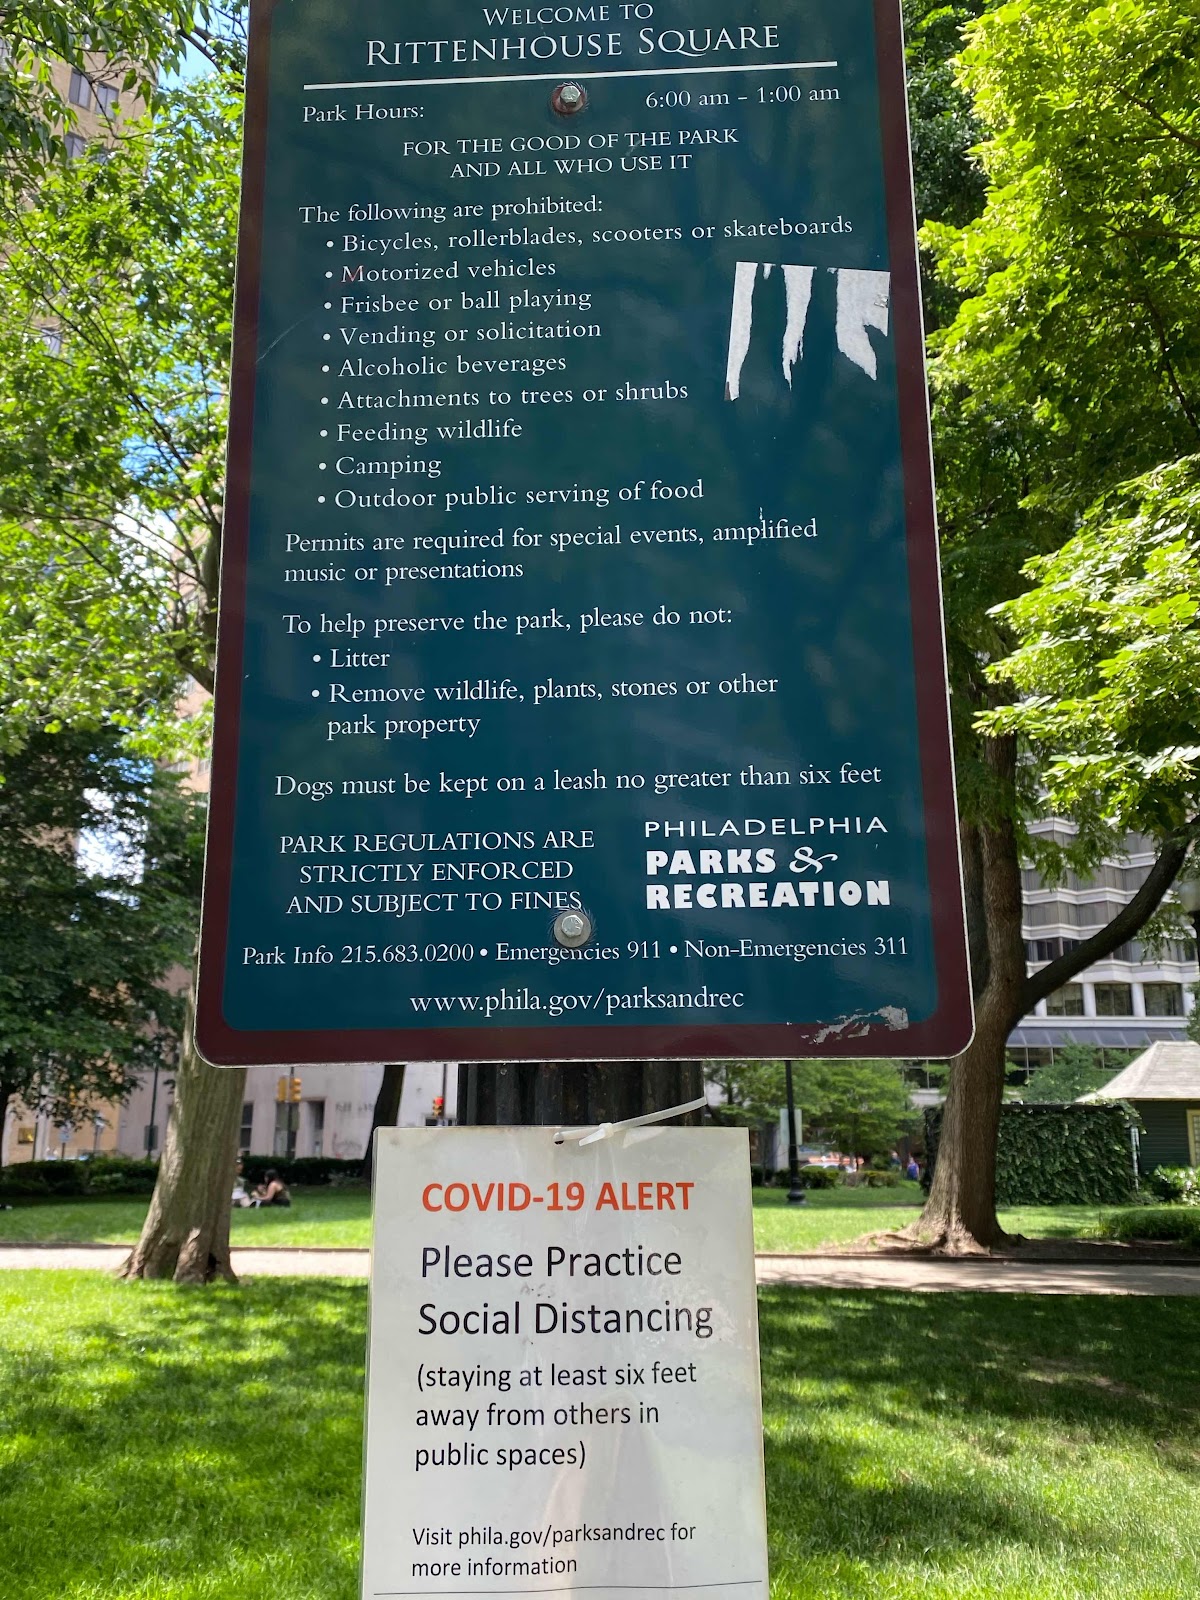 WELCOME TO
RITTENHOUSE SQUARE
Park Hours: 6:00 am – 1:00 am
FOR THE GOOD OF THE PARK
AND ALL WHO USE IT
The following are prohibited:
• Bicycles, rollerblades, scooters or skateboards
• Motorized vehicles
• Frisbee or ball playing
• Vending or solicitation
• Alcoholic beverages
• Attachments to trees or shrubs
• Feeding wildlife
• Camping
• Outdoor public serving of food
Permits are required for special events, amplified
music or presentations
To help preserve the park, please do not:
• Litter
• Remove wildlife, plants, stones or other
park property
Dogs must be kept on a leash no greater than six feet
PARK REGULATIONS ARE
STRICTLY ENFORCED
AND SUBJECT TO FINES
PHILADELPHIA
PARKS &
RECREATION
Park Info 215.683.0200 • Emergencies 911 • Non-Emergencies 311
www.phila.gov/parksandrec
COVID-19 ALERT
Please Practice
Social Distancing
(staying at least six feet
away from others in
public spaces)
Visit phila.gov/parksandrec for
more information